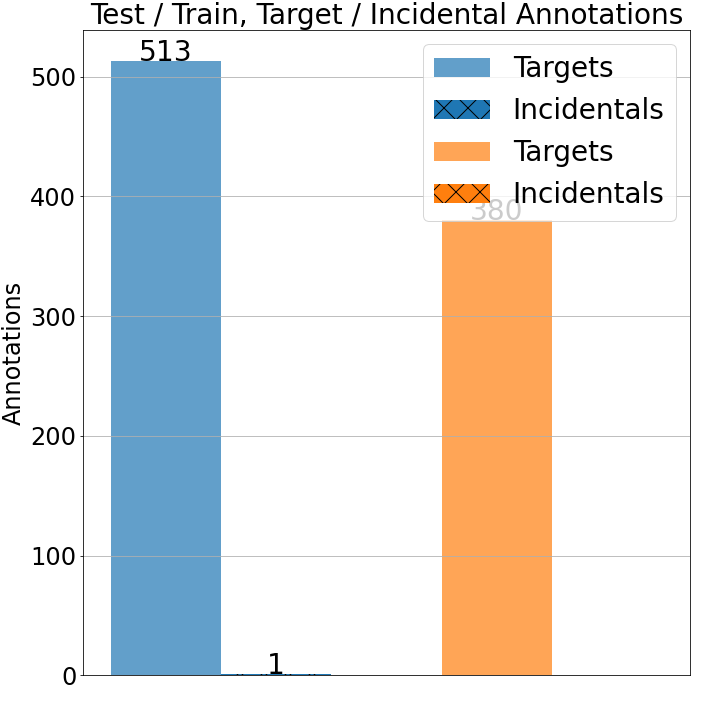 Test / Train, Target / Incidental Annotations
513
500
Targets
Incidentals
Targets
Incidentals
400
380
300
Annotations
200
100
1
0